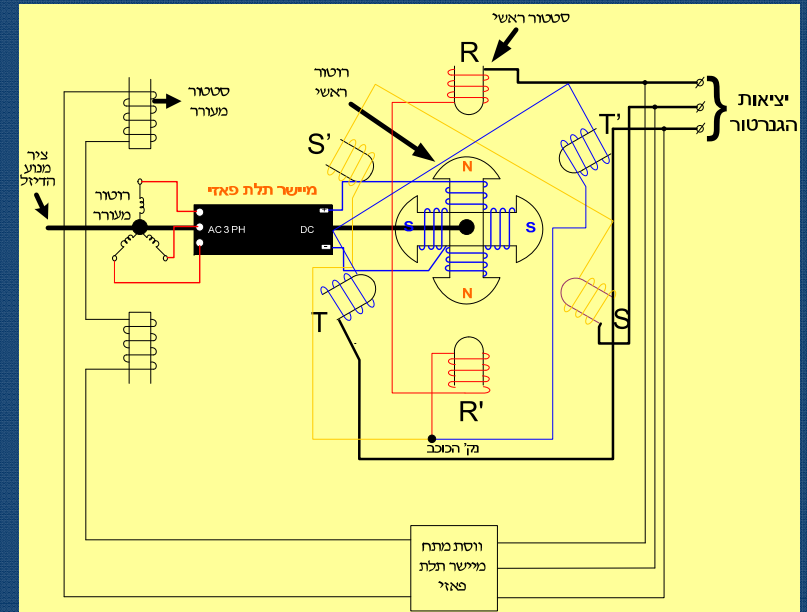 סטטור ראשי
R
סטטור
מעורר
רוטור
ראשי
יציאות
הגנרטור
T'
S'
N
ציר
מנוע
הדיזל
רוטור
מעורר
מיישר תלת פאזי
+
AC 3 PH
DC
-
S
S
N
T
S
R'
נק' הכוכב
ווסת מתח
מיישר תלת
פאזי